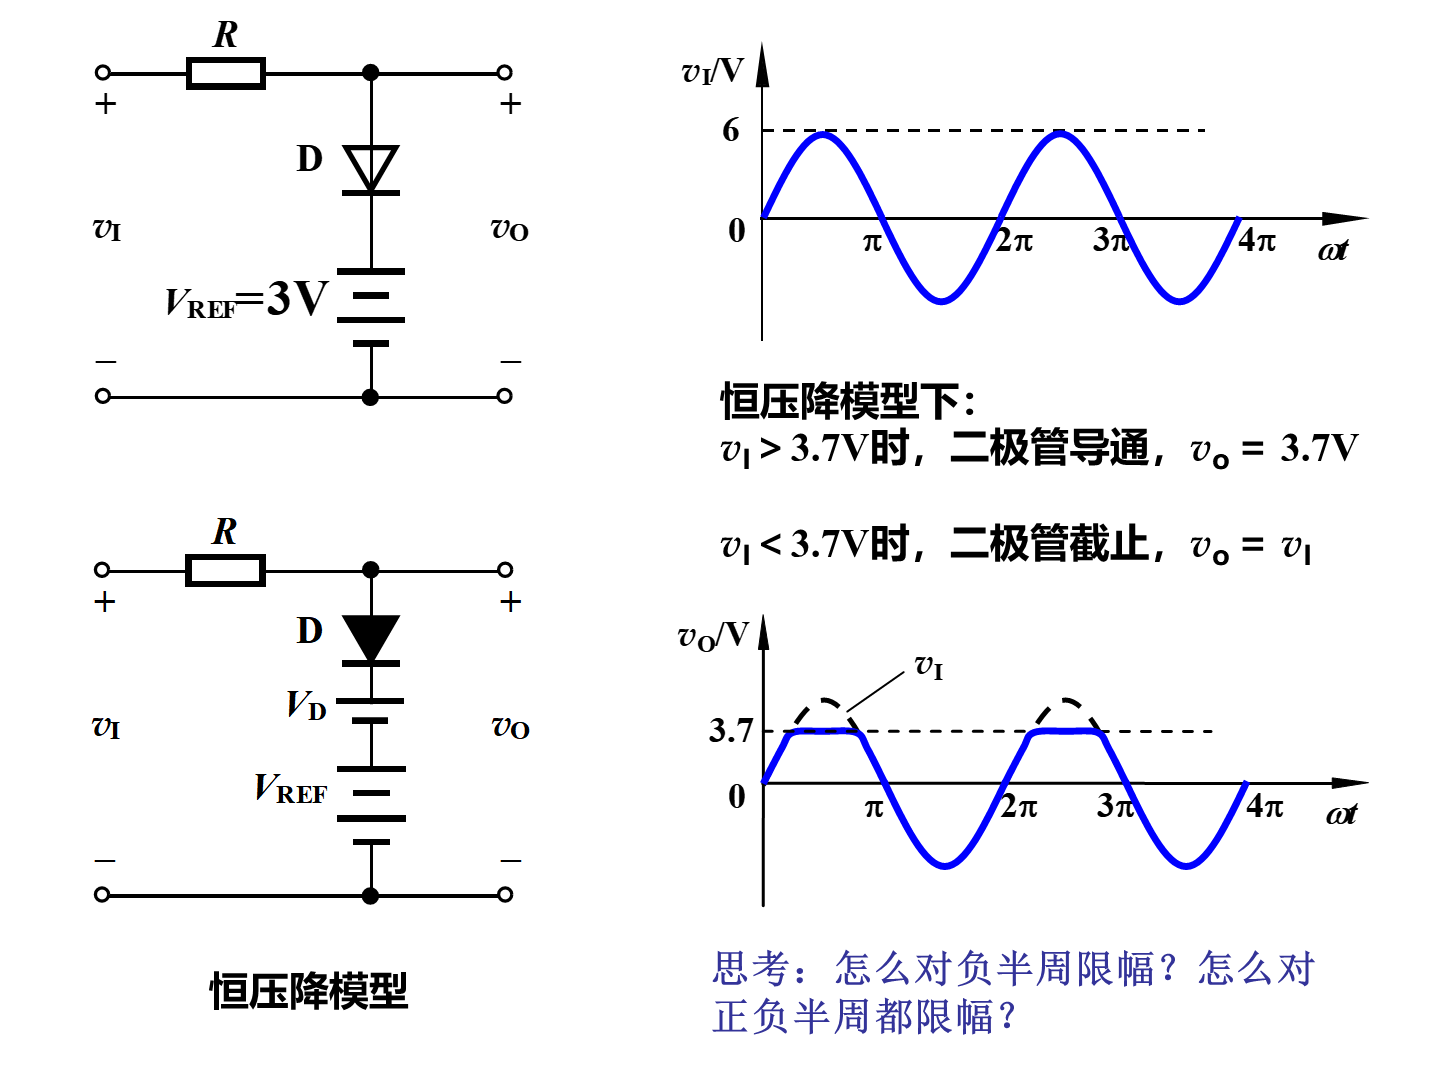 R
+
+
D
vI
vO
VREF=3V
–
–
vI/V
6
0
π
2π
3π
4π
ωt
恒压降模型下：
vI > 3.7V时，二极管导通，vo = 3.7V
vI < 3.7V时，二极管截止，vo = vI
R
+
+
D
VD
vI
vO
VREF
–
–
恒压降模型
vO/V
vI
3.7
0
π
2π
3π
4π
ωt
思考：怎么对负半周限幅？怎么对
正负半周都限幅？